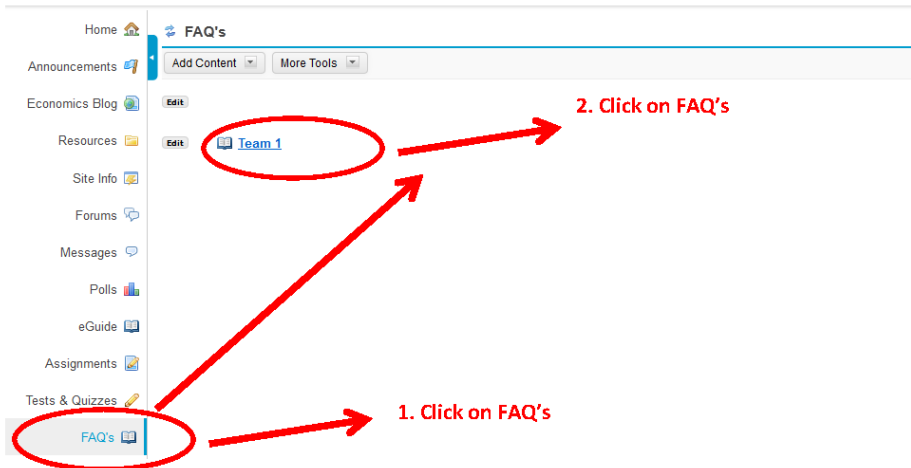 Home
FAQ's
Announcements
Add Content
More Tools
Economics Blog
Edit
2. Click on FAQ's
Resources
Edit
Team 1
Site Info
Forums
Messages
Polls
eGuide
Assignments
Tests & Quizzes
1. Click on FAQ's
FAQ's